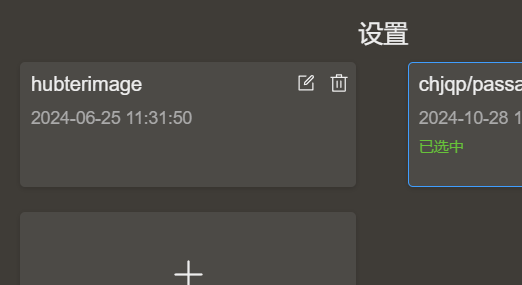 设置
hubterimage
2024-06-25 11:31:50
chjqp/passa
2024-10-28 1
已选中